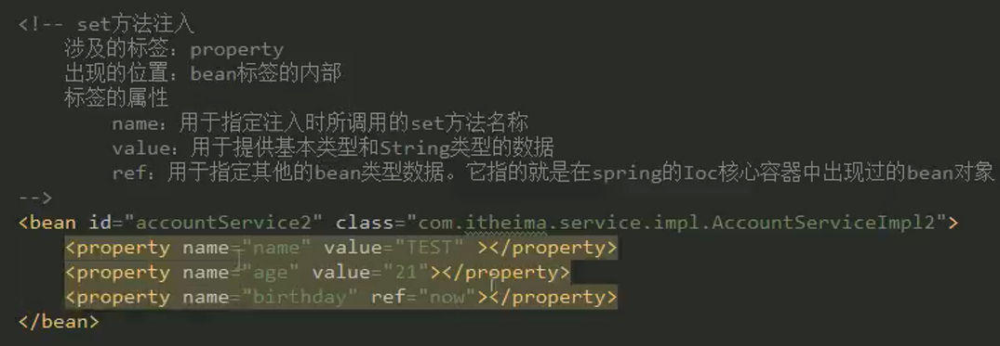 <!-- set方法注入
涉及的标签：property
出现的位置：bean标签的内部
标签的属性
name：用于指定注入时所调用的set方法名称
value：用于提供基本类型和String类型的数据
ref：用于指定其他的bean类型数据。它指的就是在spring的Ioc核心容器中出现过的bean对象
-->
<bean id="accountService2" class="com.itheima.service.impl.AccountServiceImpl2">
<property name="name" value="TEST" ></property>
<property name="age" value="21"></property>
<property name="birthday" ref="now"></property>
</bean>